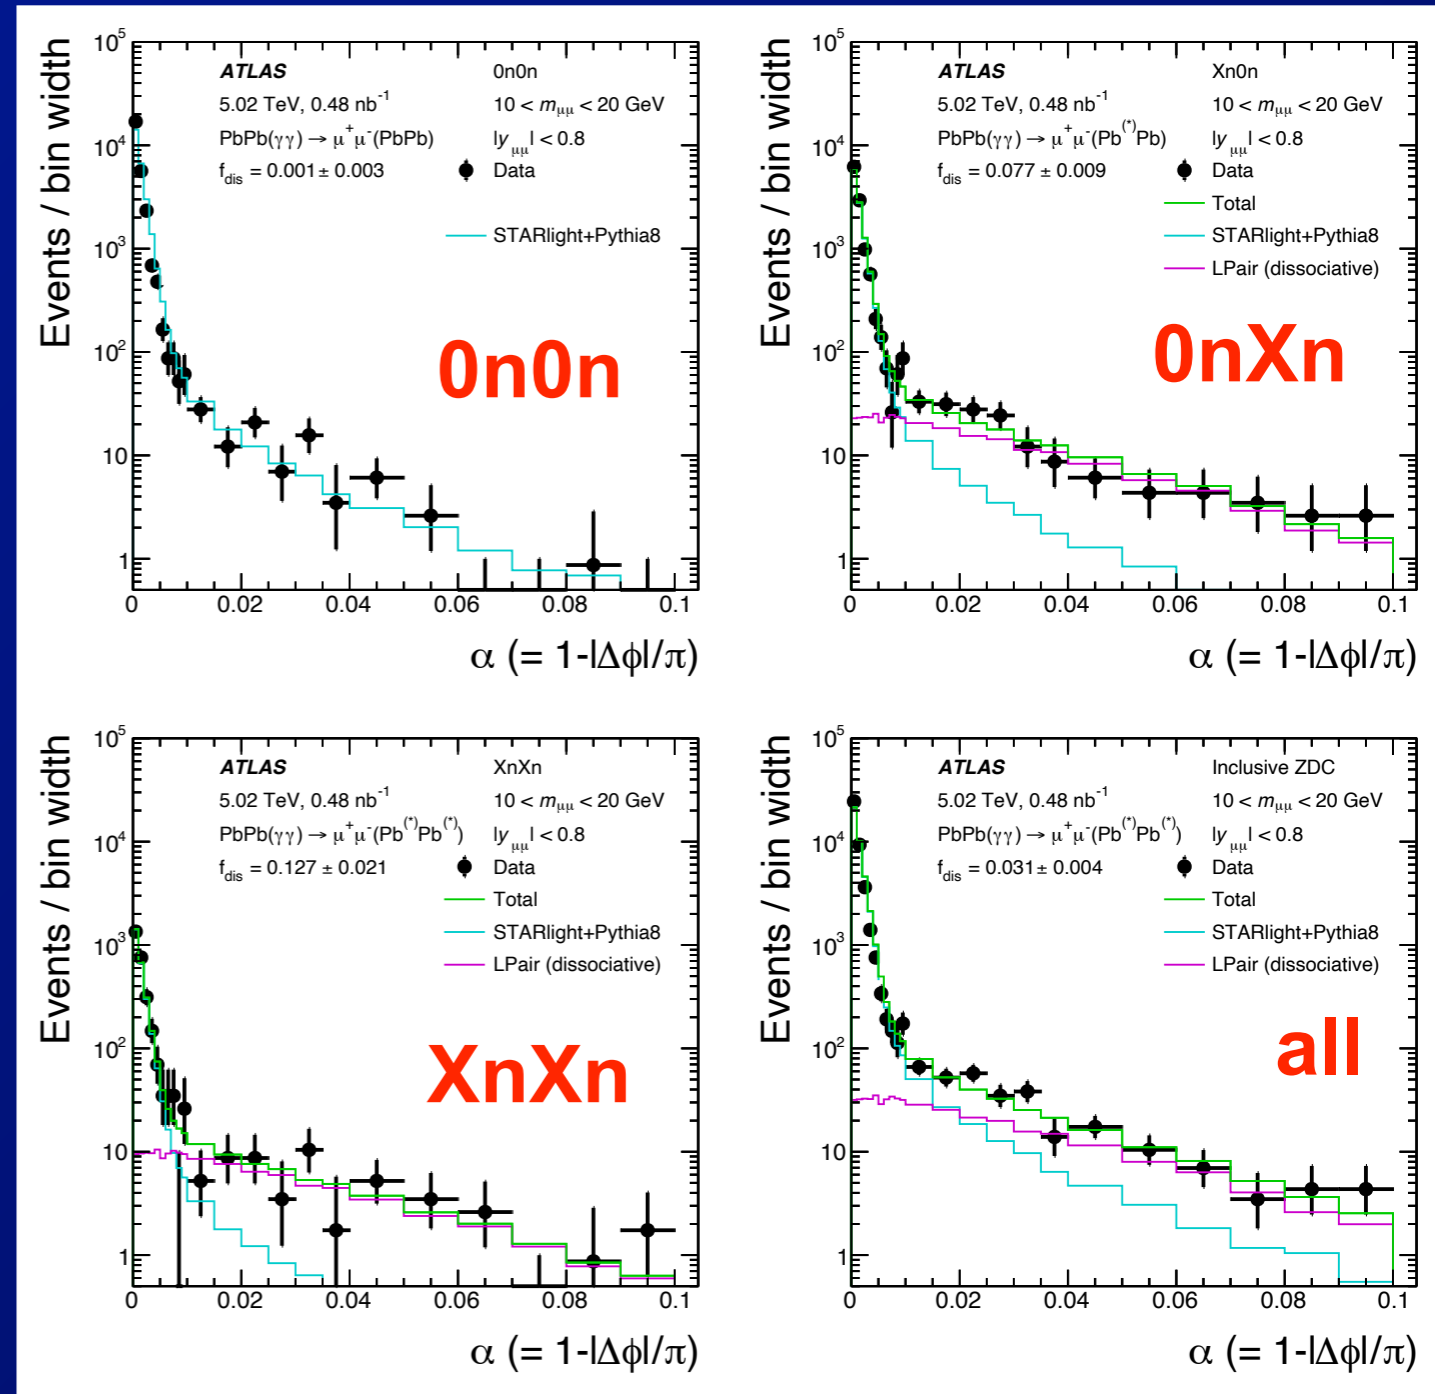 Events / bin width
10^5
10^4
10^3
10^2
10
1
ATLAS 0n0n
5.02 TeV, 0.48 nb^-1 10 < m_μμ < 20 GeV
PbPb(γγ) → μ^+μ^-(PbPb) |y_μμ| < 0.8
f_dis = 0.001 ± 0.003 Data
STARlight+Pythia8
0n0n
0 0.02 0.04 0.06 0.08 0.1
α (= 1-|Δϕ|/π)
Events / bin width
10^5
10^4
10^3
10^2
10
1
ATLAS Xn0n
5.02 TeV, 0.48 nb^-1 10 < m_μμ < 20 GeV
PbPb(γγ) → μ^+μ^-(Pb^(*)Pb) |y_μμ| < 0.8
f_dis = 0.077 ± 0.009 Data
Total
STARlight+Pythia8
LPair (dissociative)
0nXn
0 0.02 0.04 0.06 0.08 0.1
α (= 1-|Δϕ|/π)
Events / bin width
10^5
10^4
10^3
10^2
10
1
ATLAS XnXn
5.02 TeV, 0.48 nb^-1 10 < m_μμ < 20 GeV
PbPb(γγ) → μ^+μ^-(Pb^(*)Pb^(*)) |y_μμ| < 0.8
f_dis = 0.127 ± 0.021 Data
Total
STARlight+Pythia8
LPair (dissociative)
XnXn
0 0.02 0.04 0.06 0.08 0.1
α (= 1-|Δϕ|/π)
Events / bin width
10^5
10^4
10^3
10^2
10
1
ATLAS Inclusive ZDC
5.02 TeV, 0.48 nb^-1 10 < m_μμ < 20 GeV
PbPb(γγ) → μ^+μ^-(Pb^(*)Pb^(*)) |y_μμ| < 0.8
f_dis = 0.031 ± 0.004 Data
Total
STARlight+Pythia8
LPair (dissociative)
all
0 0.02 0.04 0.06 0.08 0.1
α (= 1-|Δϕ|/π)